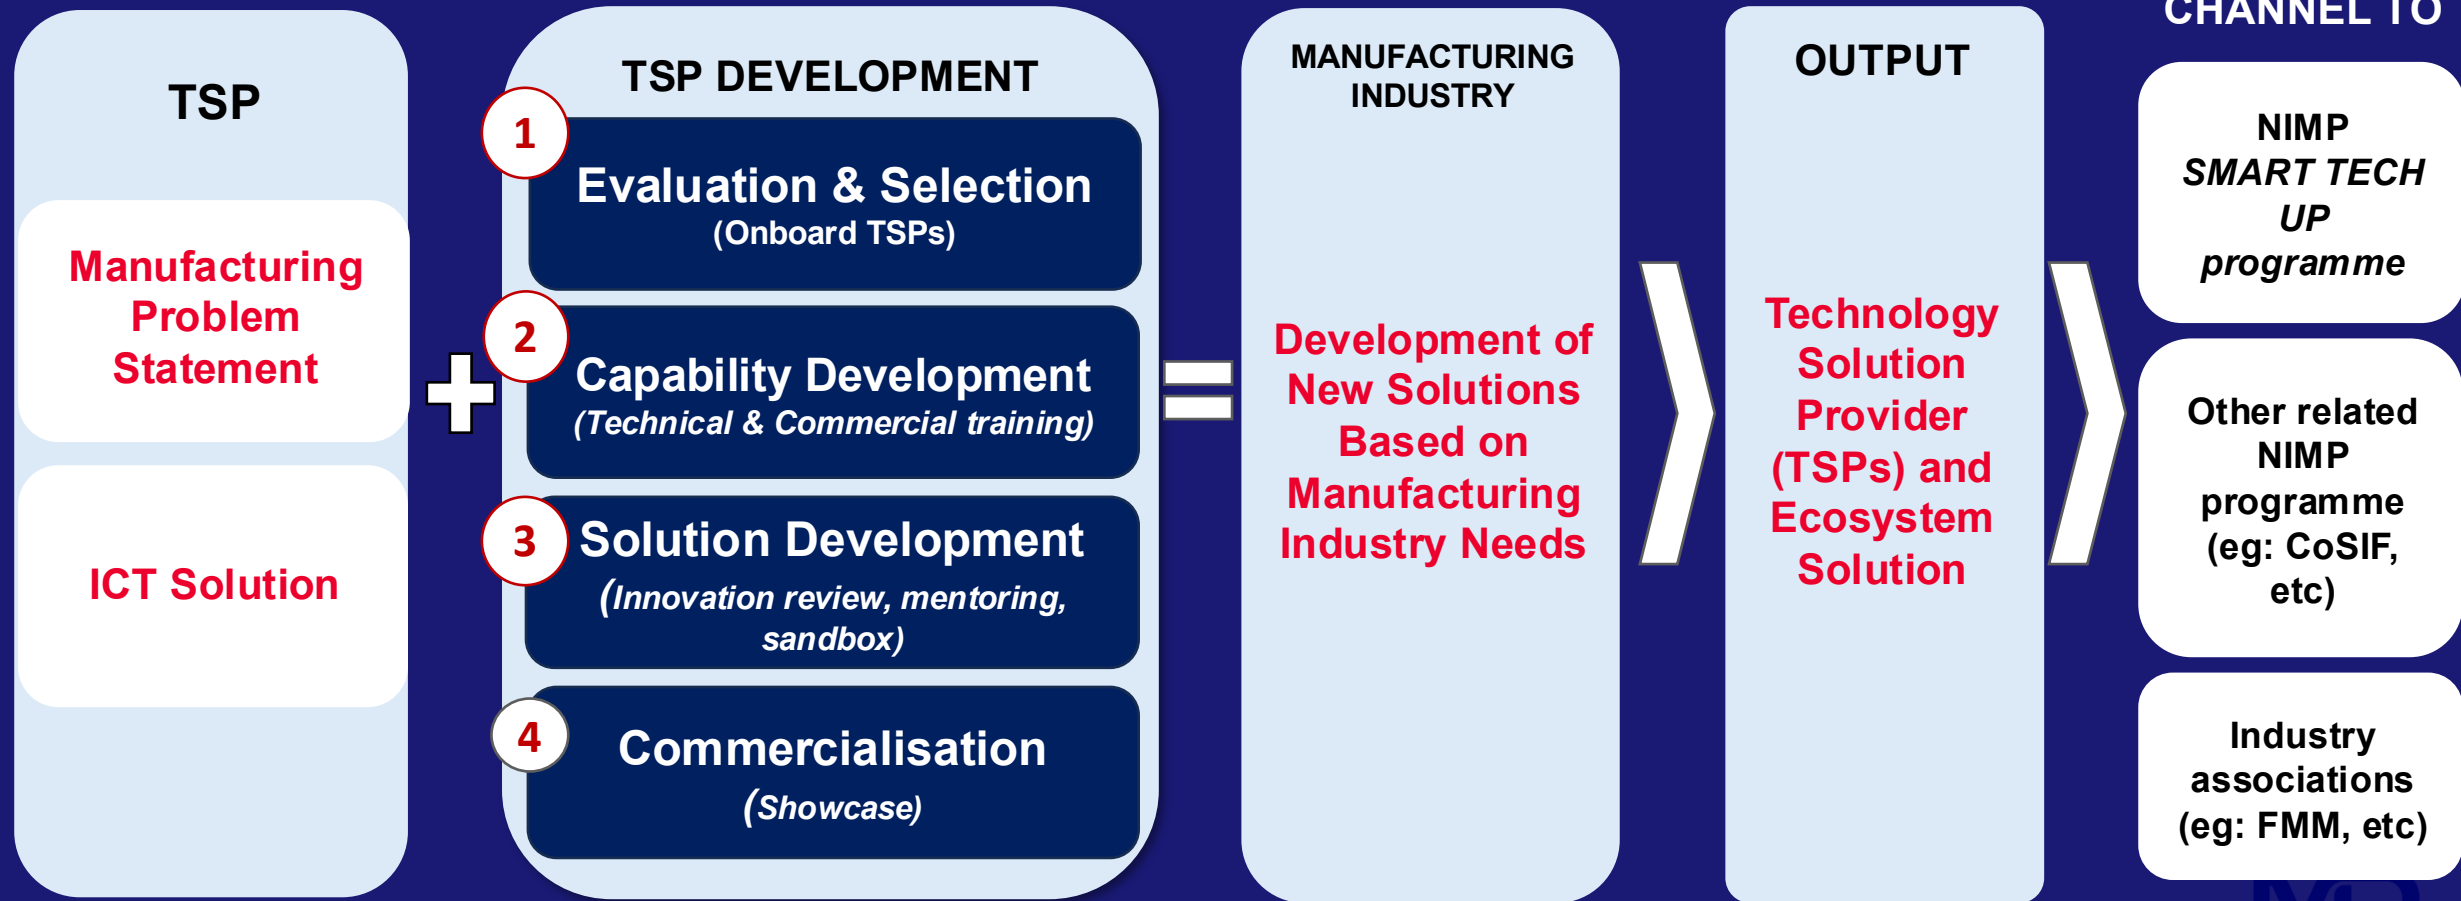 TSP
Manufacturing
Problem
Statement
ICT Solution
TSP DEVELOPMENT
1
Evaluation & Selection
(Onboard TSPs)
2
Capability Development
(Technical & Commercial training)
3
Solution Development
(Innovation review, mentoring,
sandbox)
4
Commercialisation
(Showcase)
MANUFACTURING
INDUSTRY
Development of
New Solutions
Based on
Manufacturing
Industry Needs
OUTPUT
Technology
Solution
Provider
(TSPs) and
Ecosystem
Solution
CHANNEL TO
NIMP
SMART TECH
UP
programme
Other related
NIMP
programme
(eg: CoSIF,
etc)
Industry
associations
(eg: FMM, etc)